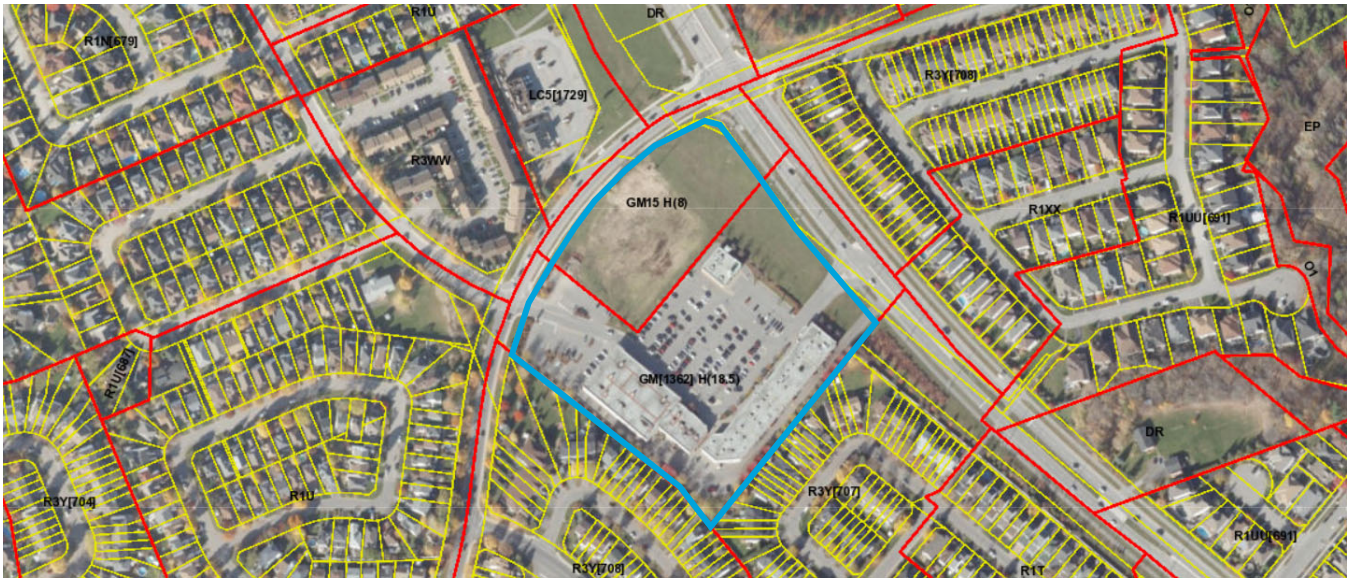 R1U
DR
R1N[679]
R3Y[708]
LC5[1729]
EP
R3WW
GM15 H(8)
R1XX
R1UU[691]
O1
R1U[687]
GM[1362] H(18.5)
DR
R3Y[704]
R1U
R3Y[707]
R1UU[691]
R3Y[708]
R1T